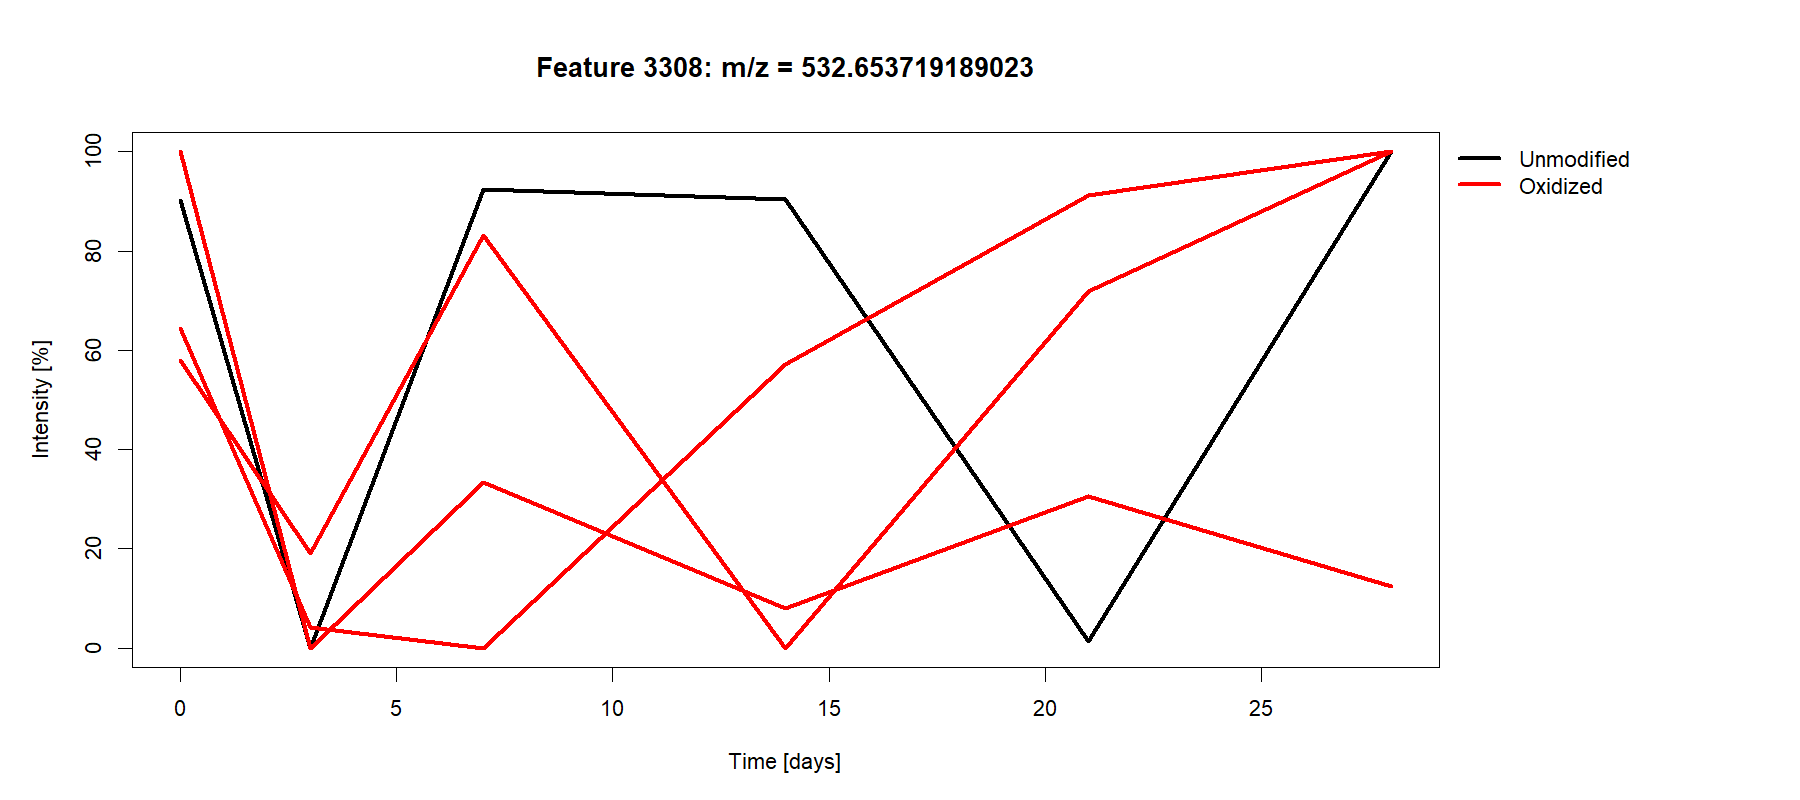 Feature 3308: m/z = 532.653719189023
Unmodified
Oxidized
Intensity [%]
100
80
60
40
20
0
0 5 10 15 20 25
Time [days]